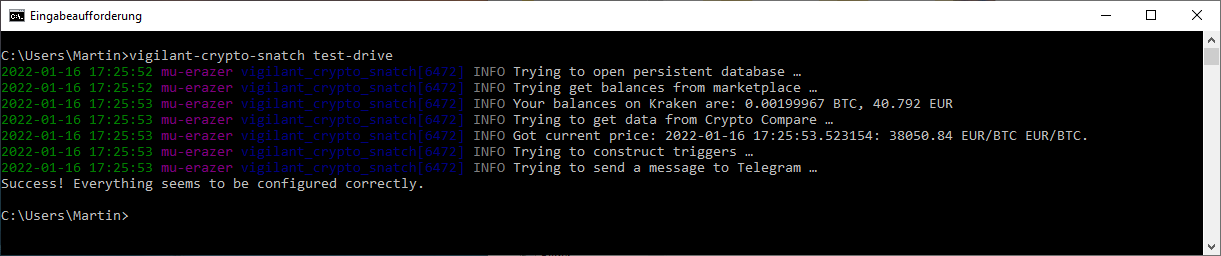 Eingabeaufforderung
C:\Users\Martin>vigilant-crypto-snatch test-drive
2022-01-16 17:25:52 mu-erazer vigilant_crypto_snatch[6472] INFO Trying to open persistent database …
2022-01-16 17:25:52 mu-erazer vigilant_crypto_snatch[6472] INFO Trying get balances from marketplace …
2022-01-16 17:25:53 mu-erazer vigilant_crypto_snatch[6472] INFO Your balances on Kraken are: 0.00199967 BTC, 40.792 EUR
2022-01-16 17:25:53 mu-erazer vigilant_crypto_snatch[6472] INFO Trying to get data from Crypto Compare …
2022-01-16 17:25:53 mu-erazer vigilant_crypto_snatch[6472] INFO Got current price: 2022-01-16 17:25:53.523154: 38050.84 EUR/BTC EUR/BTC.
2022-01-16 17:25:53 mu-erazer vigilant_crypto_snatch[6472] INFO Trying to construct triggers …
2022-01-16 17:25:53 mu-erazer vigilant_crypto_snatch[6472] INFO Trying to send a message to Telegram …
Success! Everything seems to be configured correctly.
C:\Users\Martin>